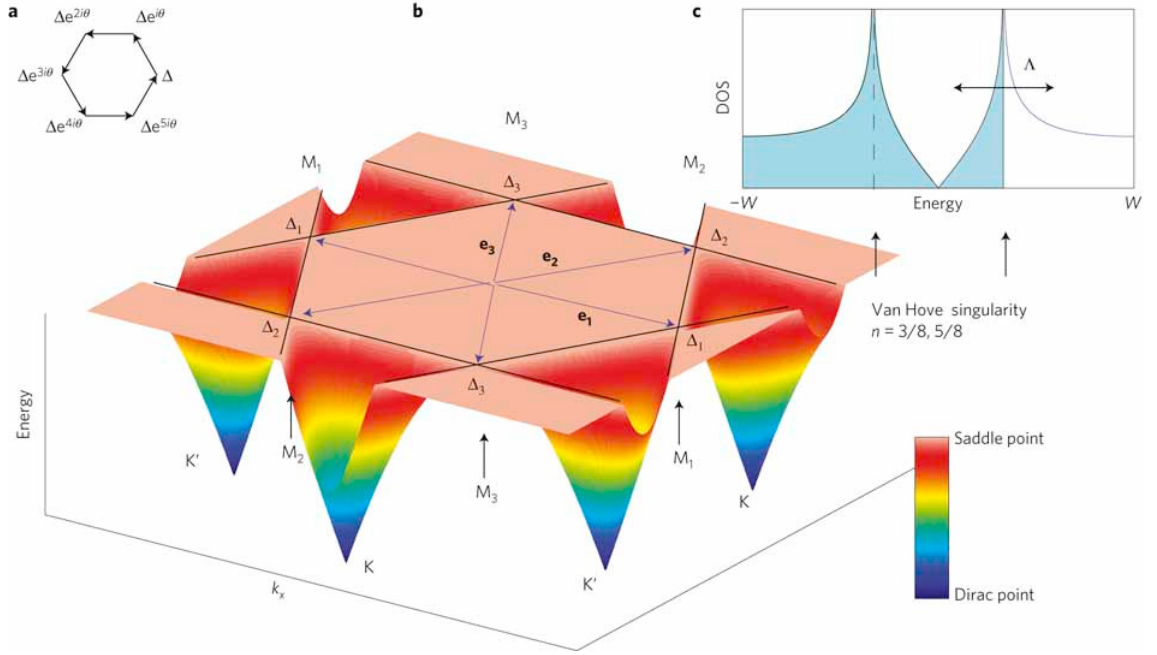 a
Δe^{2iθ}
Δe^{iθ}
Δe^{3iθ}
Δ
Δe^{4iθ}
Δe^{5iθ}
b
M₃
M₁
M₂
Δ₃
Δ₁
Δ₂
e₃
e₂
e₁
Δ₂
Δ₁
Δ₃
Energy
K′
M₂
M₃
M₁
K
K
K′
kₓ
Saddle point
Dirac point
c
DOS
Λ
−W
Energy
W
Van Hove singularity
n = 3/8, 5/8